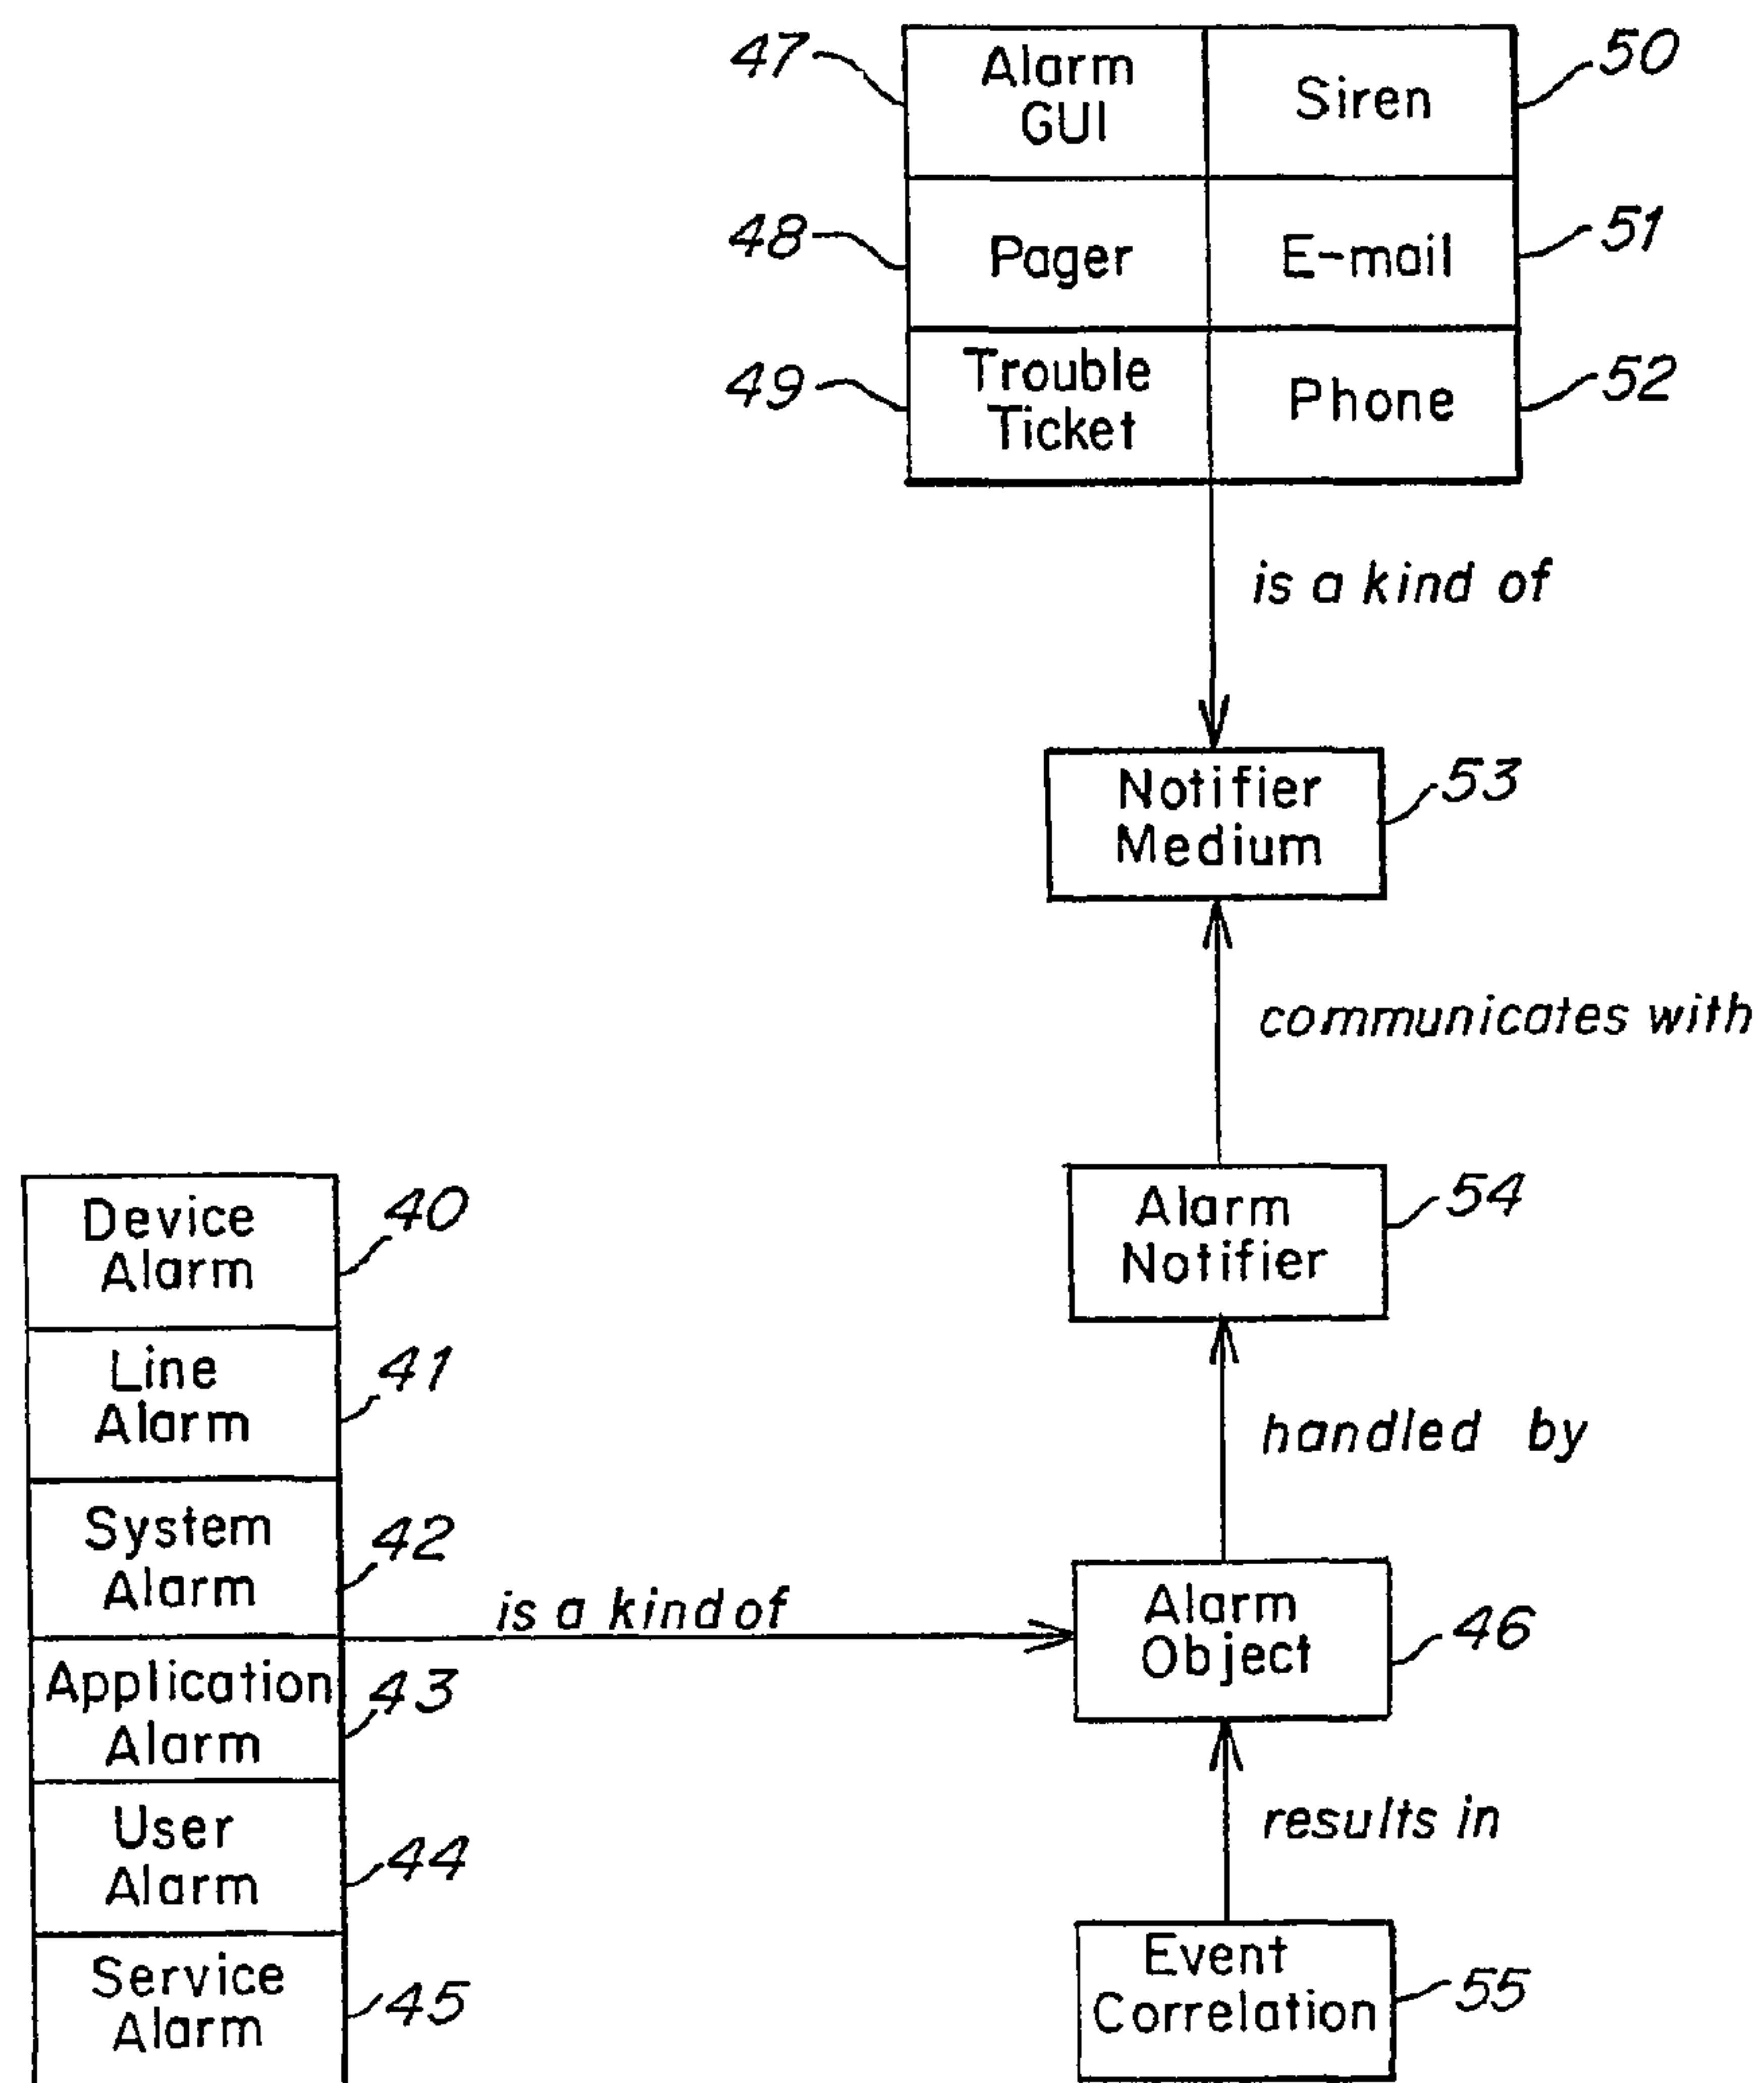 47
Alarm
GUI
Siren
50
48
Pager
E-mail
51
49
Trouble
Ticket
Phone
52
is a kind of
Notifier
Medium
53
communicates with
Alarm
Notifier
54
handled by
Device
Alarm
40
Line
Alarm
41
System
Alarm
42
Application
Alarm
43
User
Alarm
44
Service
Alarm
45
is a kind of
Alarm
Object
46
results in
Event
Correlation
55